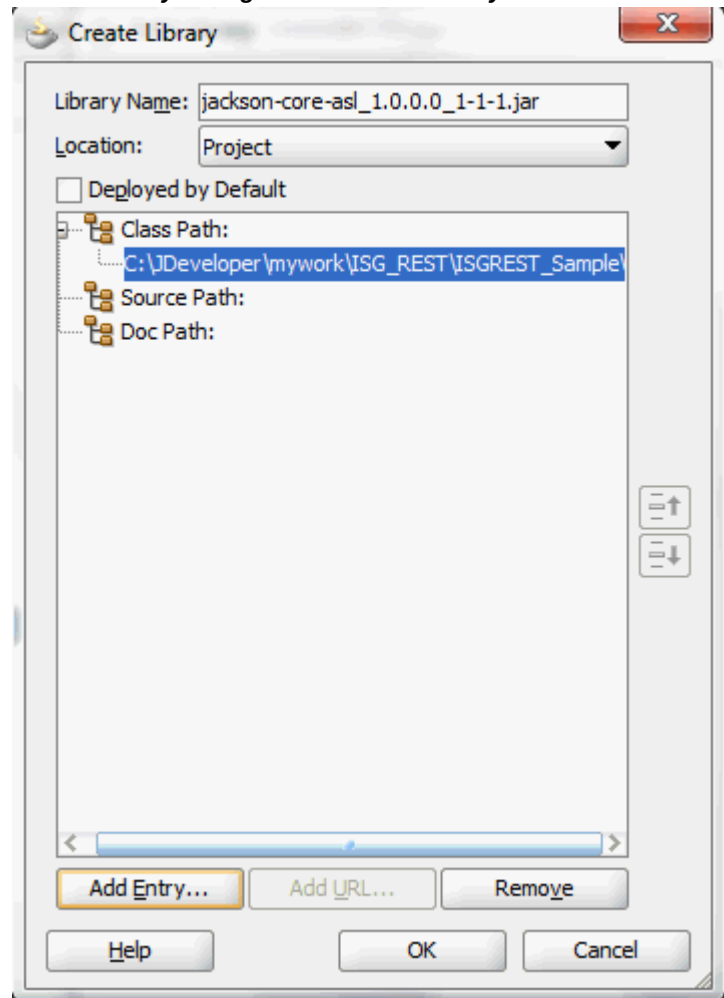 Create Library
X
Library Name: jackson-core-asl_1.0.0.0_1-1-1.jar
Location: Project
Deployed by Default
Class Path:
C:\JDeveloper\mywork\ISG_REST\ISGREST_Sample\
Source Path:
Doc Path:
Add Entry... Add URL... Remove
Help OK Cancel